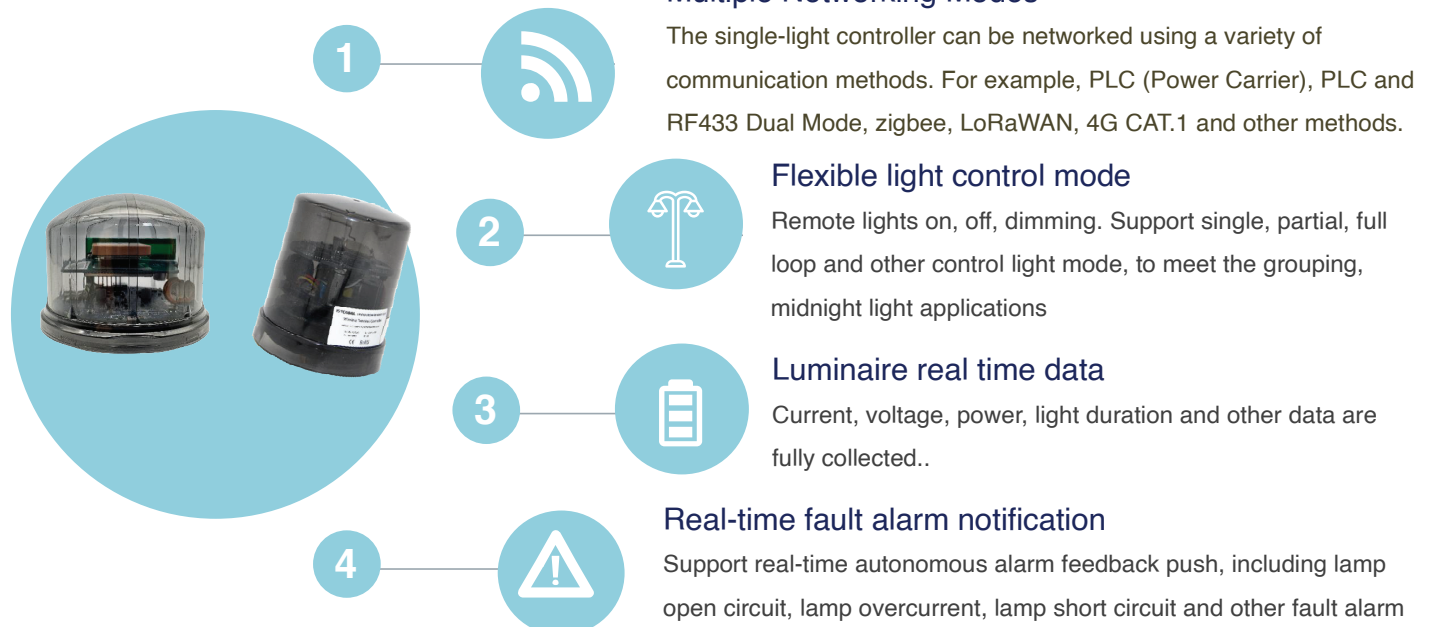 Multiple Networking Modes
1
The single-light controller can be networked using a variety of
communication methods. For example, PLC (Power Carrier), PLC and
RF433 Dual Mode, zigbee, LoRaWAN, 4G CAT.1 and other methods.
Flexible light control mode
2
Remote lights on, off, dimming. Support single, partial, full
loop and other control light mode, to meet the grouping,
midnight light applications
Luminaire real time data
3
Current, voltage, power, light duration and other data are
fully collected..
Real-time fault alarm notification
4
Support real-time autonomous alarm feedback push, including lamp
open circuit, lamp overcurrent, lamp short circuit and other fault alarm